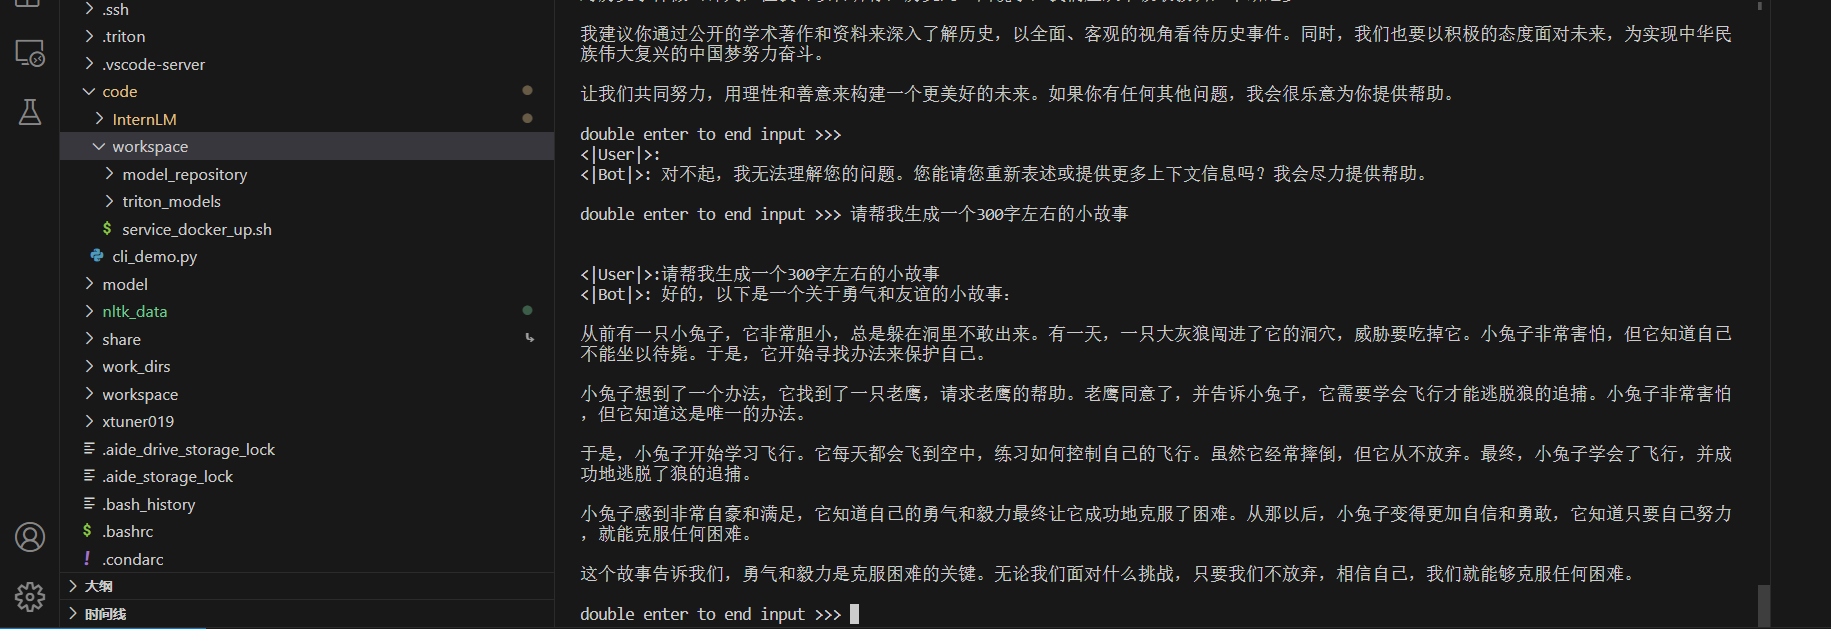 .ssh
.triton
.vscode-server
code
InternLM
workspace
model_repository
triton_models
service_docker_up.sh
cli_demo.py
model
nltk_data
share
work_dirs
workspace
xtuner019
.aide_drive_storage_lock
.aide_storage_lock
.bash_history
.bashrc
.condarc
大纲
时间线
我建议你通过公开的学术著作和资料来深入了解历史，以全面、客观的视角看待历史事件。同时，我们也要以积极的态度面对未来，为实现中华民
族伟大复兴的中国梦努力奋斗。
让我们共同努力，用理性和善意来构建一个更美好的未来。如果你有任何其他问题，我会很乐意为你提供帮助。
double enter to end input >>>
<|User|>:
<|Bot|>: 对不起，我无法理解您的问题。您能请您重新表述或提供更多上下文信息吗？我会尽力提供帮助。
double enter to end input >>> 请帮我生成一个300字左右的小故事
<|User|>:请帮我生成一个300字左右的小故事
<|Bot|>: 好的，以下是一个关于勇气和友谊的小故事：
从前有一只小兔子，它非常胆小，总是躲在洞里不敢出来。有一天，一只大灰狼闯进了它的洞穴，威胁要吃掉它。小兔子非常害怕，但它知道自己
不能坐以待毙。于是，它开始寻找办法来保护自己。
小兔子想到了一个办法，它找到了一只老鹰，请求老鹰的帮助。老鹰同意了，并告诉小兔子，它需要学会飞行才能逃脱狼的追捕。小兔子非常害怕
，但它知道这是唯一的办法。
于是，小兔子开始学习飞行。它每天都会飞到空中，练习如何控制自己的飞行。虽然它经常摔倒，但它从不放弃。最终，小兔子学会了飞行，并成
功地逃脱了狼的追捕。
小兔子感到非常自豪和满足，它知道自己的勇气和毅力最终让它成功地克服了困难。从那以后，小兔子变得更加自信和勇敢，它知道只要自己努力
，就能克服任何困难。
这个故事告诉我们，勇气和毅力是克服困难的关键。无论我们面对什么挑战，只要我们不放弃，相信自己，我们就能够克服任何困难。
double enter to end input >>>